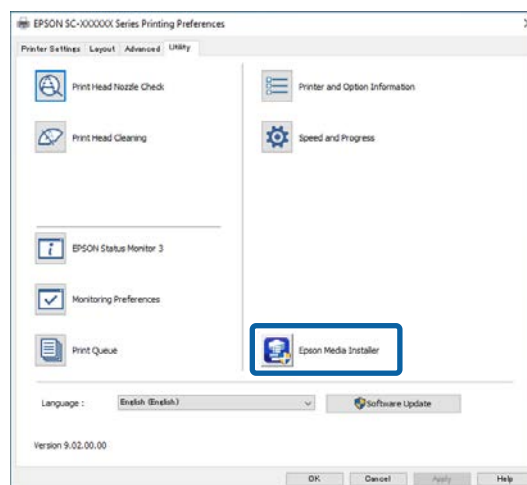 EPSON SC-XXXXXX Series Printing Preferences
Printer Settings Layout Advanced Utility
Print Head Nozzle Check
Printer and Option Information
Print Head Cleaning
Speed and Progress
EPSON Status Monitor 3
Monitoring Preferences
Print Queue
Epson Media Installer
Language : English (English) Software Update
Version 9.02.00.00
OK Cancel Apply Help